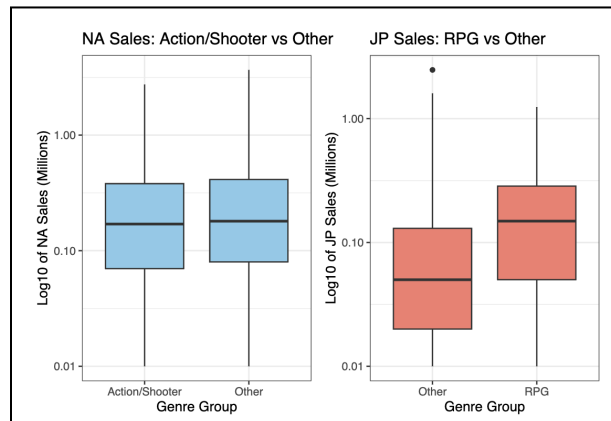 NA Sales: Action/Shooter vs Other
Log10 of NA Sales (Millions)
1.00
0.10
0.01
Action/Shooter
Other
Genre Group
JP Sales: RPG vs Other
Log10 of JP Sales (Millions)
1.00
0.10
0.01
Other
RPG
Genre Group